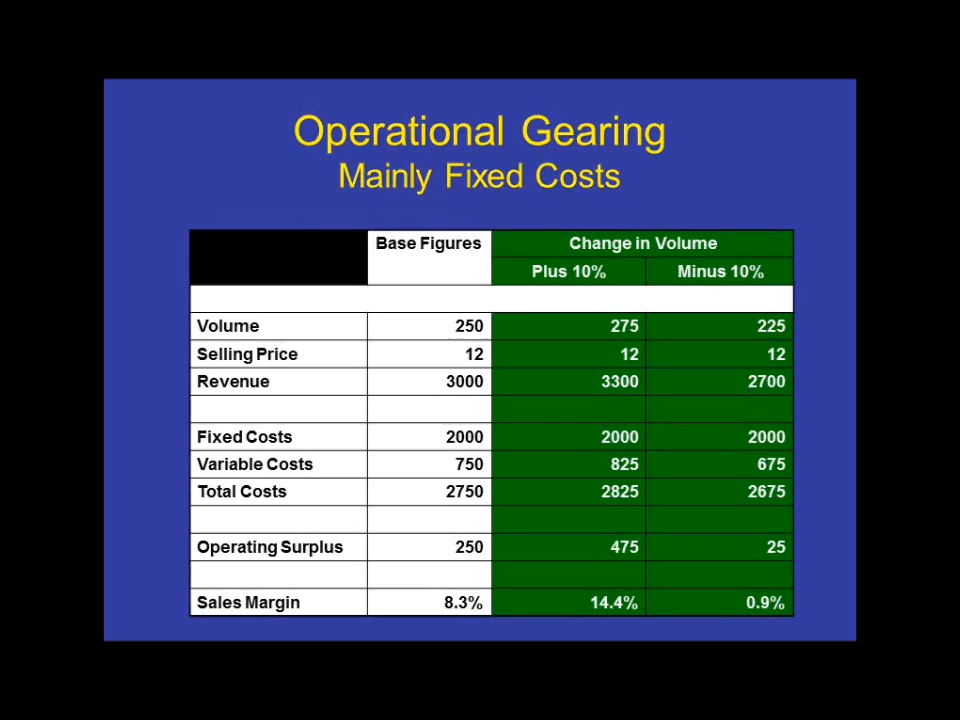 Operational Gearing
Mainly Fixed Costs
Base Figures Change in Volume
Plus 10% Minus 10%
Volume 250 275 225
Selling Price 12 12 12
Revenue 3000 3300 2700
Fixed Costs 2000 2000 2000
Variable Costs 750 825 675
Total Costs 2750 2825 2675
Operating Surplus 250 475 25
Sales Margin 8.3% 14.4% 0.9%